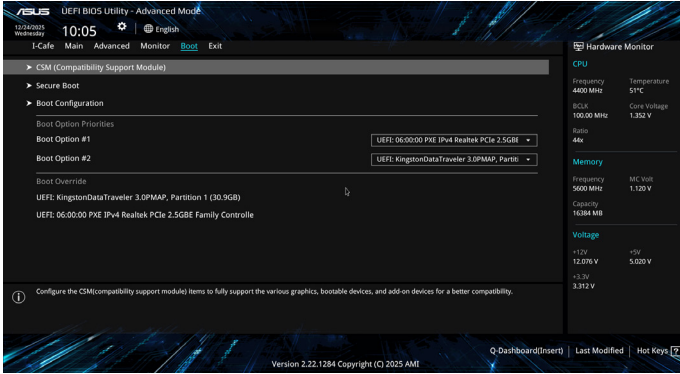 ASUS UEFI BIOS Utility - Advanced Mode
12/24/2025
Wednesday
10:05
English
I-Cafe Main Advanced Monitor Boot Exit
CSM (Compatibility Support Module)
Secure Boot
Boot Configuration
Boot Option Priorities
Boot Option #1 UEFI: 06:00:00 PXE IPv4 Realtek PCIe 2.5GBE
Boot Option #2 UEFI: KingstonDataTraveler 3.0PMAP, Partiti
Boot Override
UEFI: KingstonDataTraveler 3.0PMAP, Partition 1 (30.9GB)
UEFI: 06:00:00 PXE IPv4 Realtek PCIe 2.5GBE Family Controlle
Configure the CSM(compatibility support module) items to fully support the various graphics, bootable devices, and add-on devices for a better compatibility.
Hardware Monitor
CPU
Frequency Temperature
4400 MHz 51°C
BCLK Core Voltage
100.00 MHz 1.352 V
Ratio
44x
Memory
Frequency MC Volt
5600 MHz 1.120 V
Capacity
16384 MB
Voltage
+12V +5V
12.076 V 5.020 V
+3.3V
3.312 V
Q-Dashboard(Insert) Last Modified Hot Keys ?
Version 2.22.1284 Copyright (C) 2025 AMI